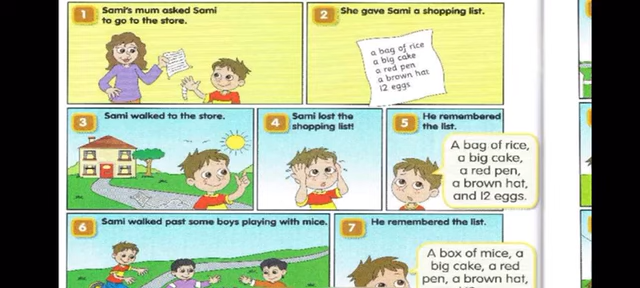 1
Sami's mum asked Sami
to go to the store.
2
She gave Sami a shopping list.
a bag of rice
a big cake
a red pen
a brown hat
12 eggs
3
Sami walked to the store.
4
Sami lost the
shopping list!
5
He remembered
the list.
A bag of rice,
a big cake,
a red pen,
a brown hat,
and 12 eggs.
6
Sami walked past some boys playing with mice.
7
He remembered the list.
A box of mice, a
big cake, a red
pen, a brown hat,